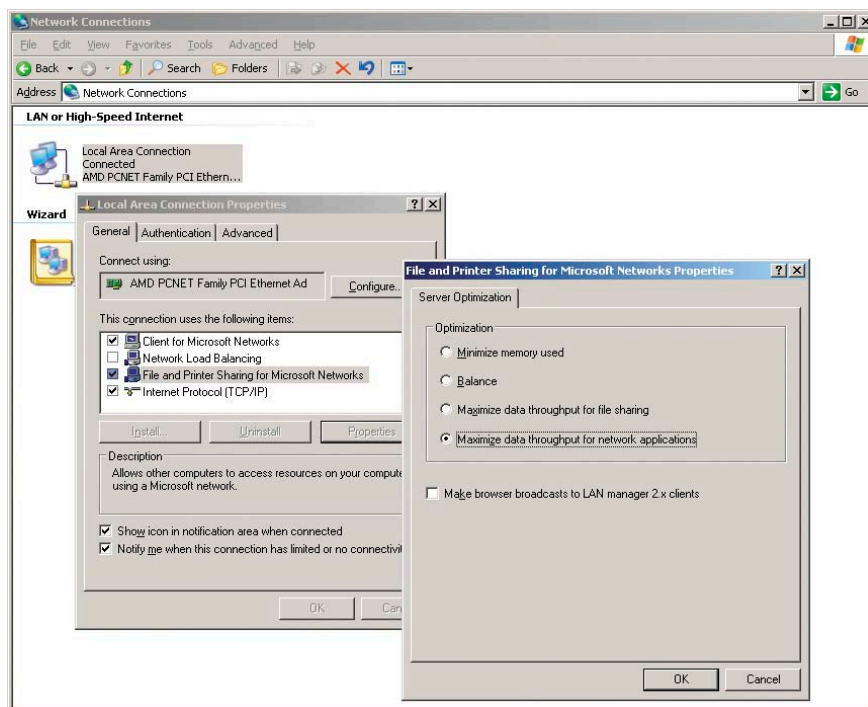 Network Connections
File Edit View Favorites Tools Advanced Help
Back Search Folders
Address Network Connections Go
LAN or High-Speed Internet
Local Area Connection
Connected
AMD PCNET Family PCI Ethern...
Wizard
Local Area Connection Properties
General Authentication Advanced
Connect using:
AMD PCNET Family PCI Ethernet Ad
Configure..
This connection uses the following items:
Client for Microsoft Networks
Network Load Balancing
File and Printer Sharing for Microsoft Networks
Internet Protocol (TCP/IP)
Install... Uninstall Properties
Description
Allows other computers to access resources on your compute
using a Microsoft network.
Show icon in notification area when connected
Notify me when this connection has limited or no connectivi
OK Can
File and Printer Sharing for Microsoft Networks Properties
Server Optimization
Optimization
Minimize memory used
Balance
Maximize data throughput for file sharing
Maximize data throughput for network applications
Make browser broadcasts to LAN manager 2.x clients
OK Cancel